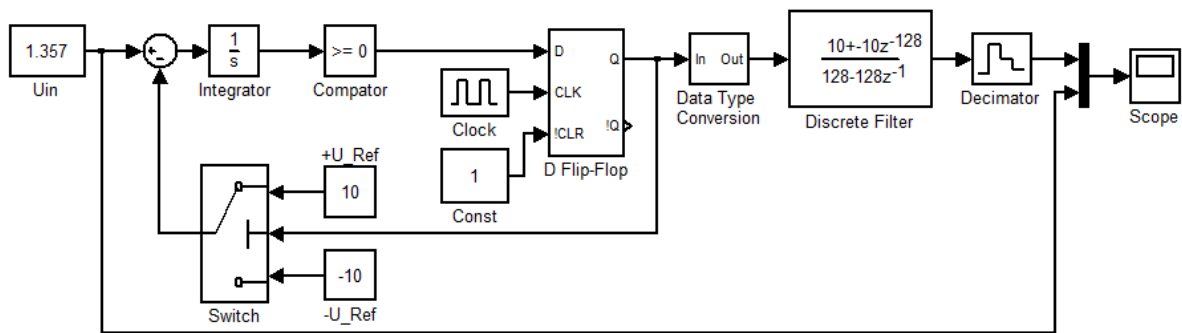 1.357
Uin
+
-
1
s
Integrator
>= 0
Compator
Clock
1
Const
D
CLK
!CLR
Q
!Q
D Flip-Flop
In Out
Data Type
Conversion
10+-10z-128
128-128z-1
Discrete Filter
Decimator
Scope
+U_Ref
10
-10
-U_Ref
Switch